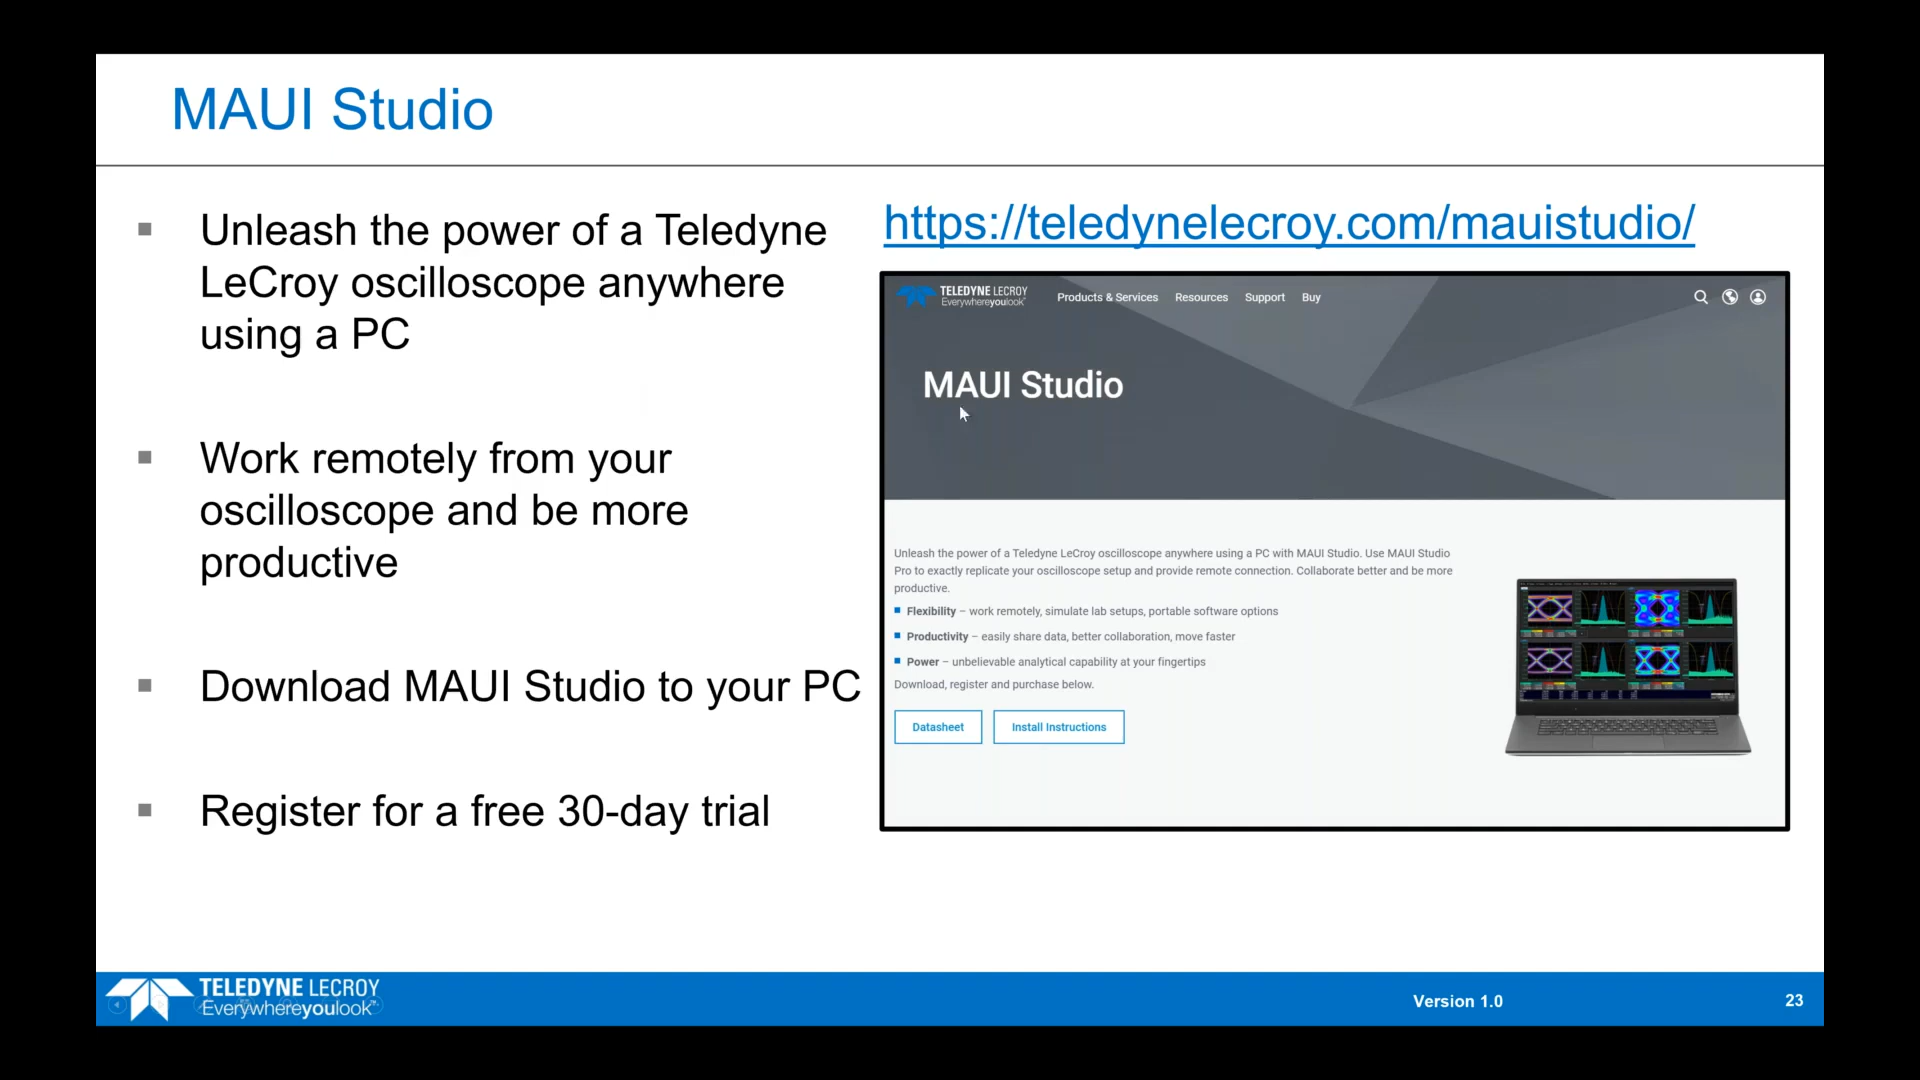 MAUI Studio
Unleash the power of a Teledyne
LeCroy oscilloscope anywhere
using a PC
Work remotely from your
oscilloscope and be more
productive
Download MAUI Studio to your PC
Register for a free 30-day trial
https://teledynelecroy.com/mauistudio/
TELEDYNE LECROY
Everywhereyoulook
Products & Services Resources Support Buy
MAUI Studio
Unleash the power of a Teledyne LeCroy oscilloscope anywhere using a PC with MAUI Studio. Use MAUI Studio
Pro to exactly replicate your oscilloscope setup and provide remote connection. Collaborate better and be more
productive.
Flexibility – work remotely, simulate lab setups, portable software options
Productivity – easily share data, better collaboration, move faster
Power – unbelievable analytical capability at your fingertips
Download, register and purchase below.
Datasheet Install Instructions
TELEDYNE LECROY
Everywhereyoulook™
Version 1.0
23